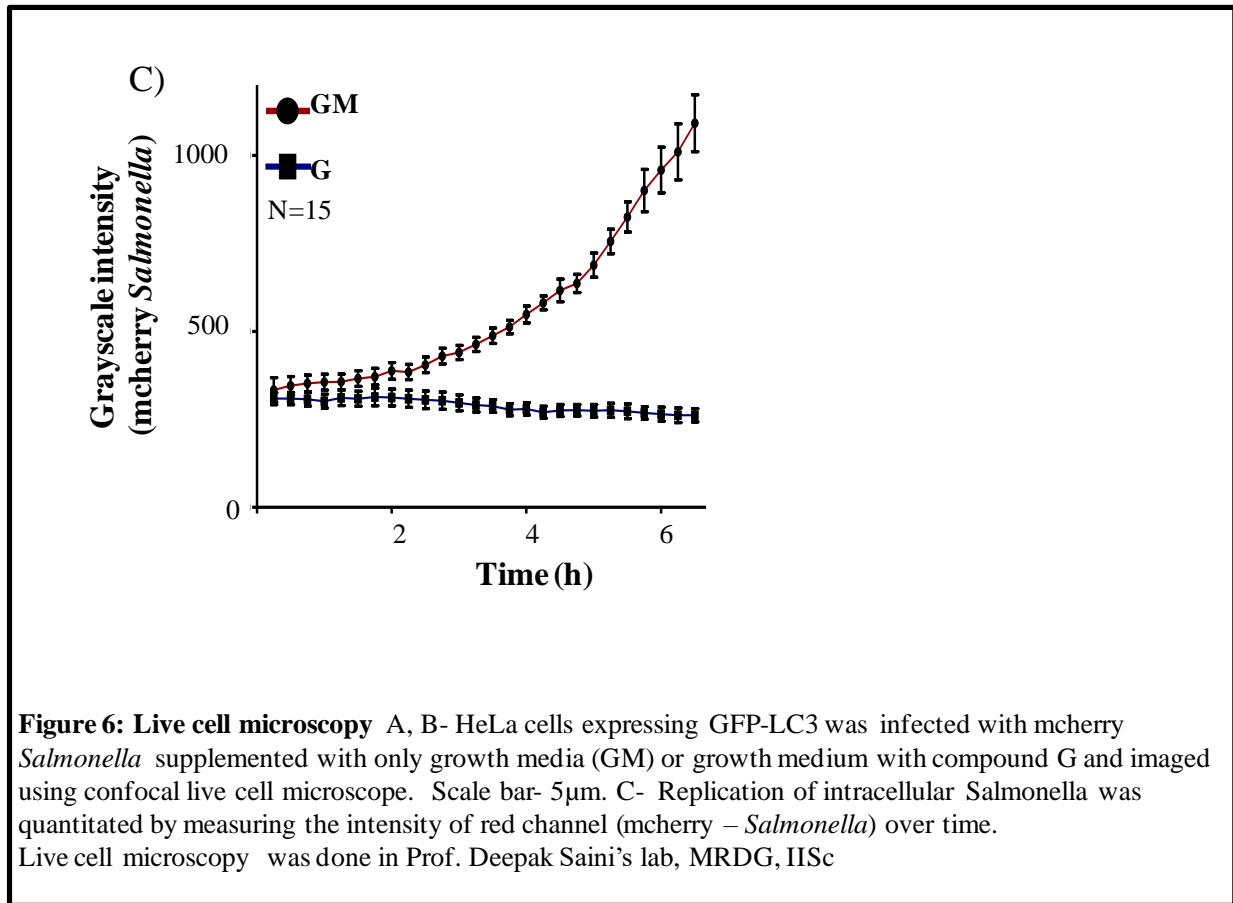 C)
GM
G
N=15
Grayscale intensity
(mcherry Salmonella)
1000
500
0
2
4
6
Time (h)
Figure 6: Live cell microscopy A, B- HeLa cells expressing GFP-LC3 was infected with mcherry
Salmonella supplemented with only growth media (GM) or growth medium with compound G and imaged
using confocal live cell microscope. Scale bar- 5µm. C- Replication of intracellular Salmonella was
quantitated by measuring the intensity of red channel (mcherry – Salmonella) over time.
Live cell microscopy was done in Prof. Deepak Saini's lab, MRDG, IISc